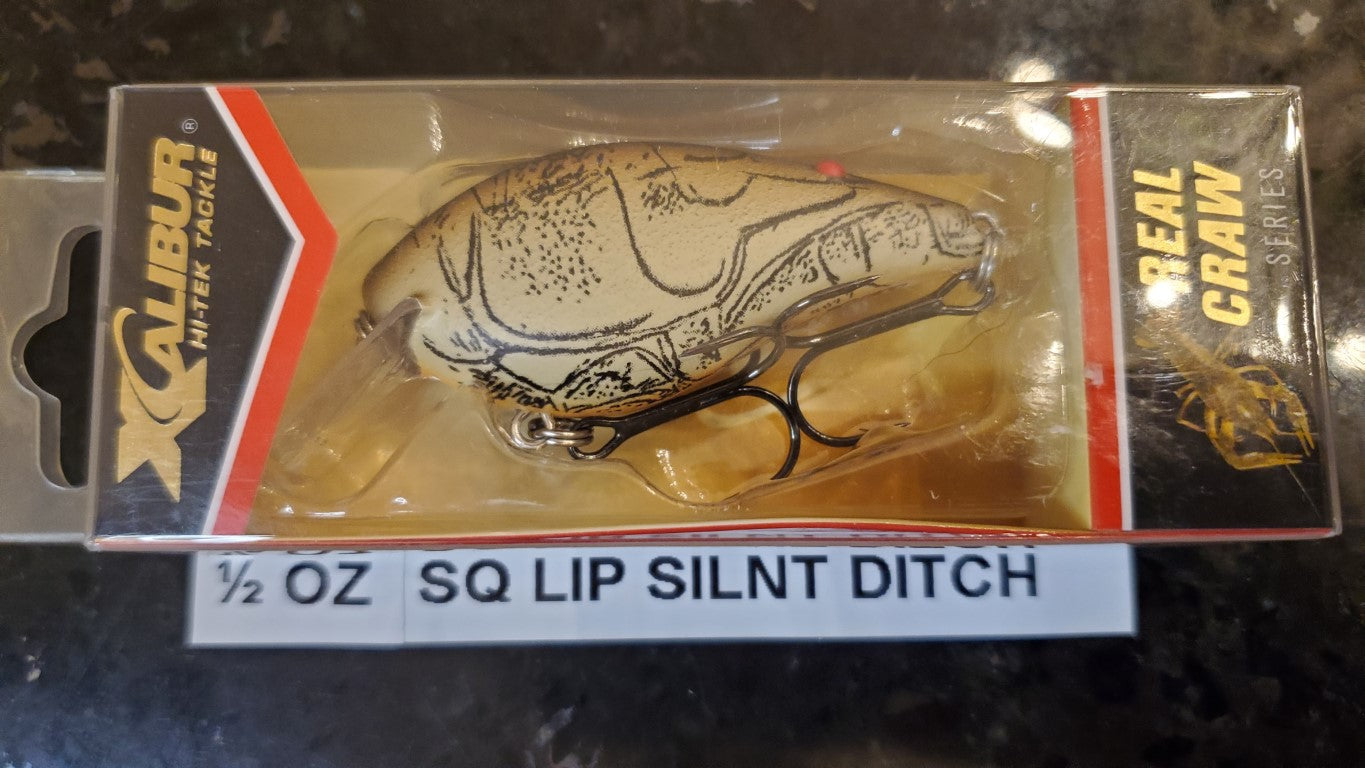 XCALIBUR®
HI-TEK TACKLE
REAL
CRAW
SERIES
½ OZ SQ LIP SILNT DITCH